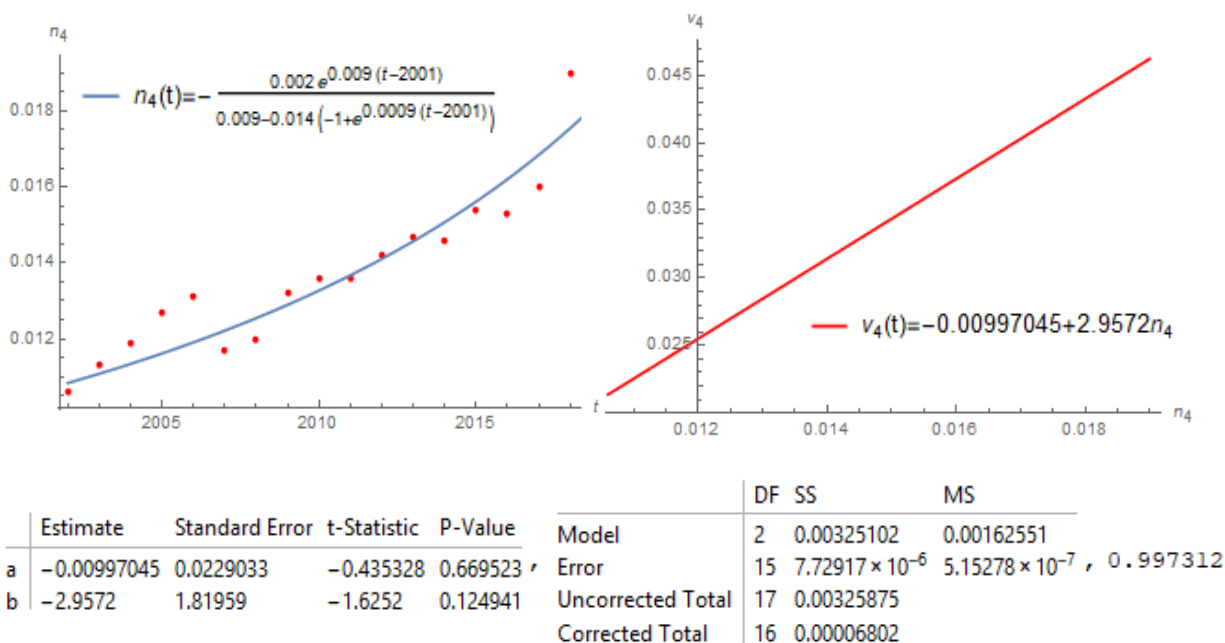 n4
n4(t)=- 0.002 e^0.009 (t-2001) / 0.009-0.014 (-1+e^0.0009 (t-2001))
0.018
0.016
0.014
0.012
2005 2010 2015 t
v4
0.045
0.040
0.035
0.030
0.025
v4(t)=-0.00997045+2.9572n4
0.012 0.014 0.016 0.018 n4
Estimate Standard Error t-Statistic P-Value
a -0.00997045 0.0229033 -0.435328 0.669523 ,
b -2.9572 1.81959 -1.6252 0.124941
DF SS MS
Model 2 0.00325102 0.00162551
Error 15 7.72917×10^-6 5.15278×10^-7 , 0.997312
Uncorrected Total 17 0.00325875
Corrected Total 16 0.00006802